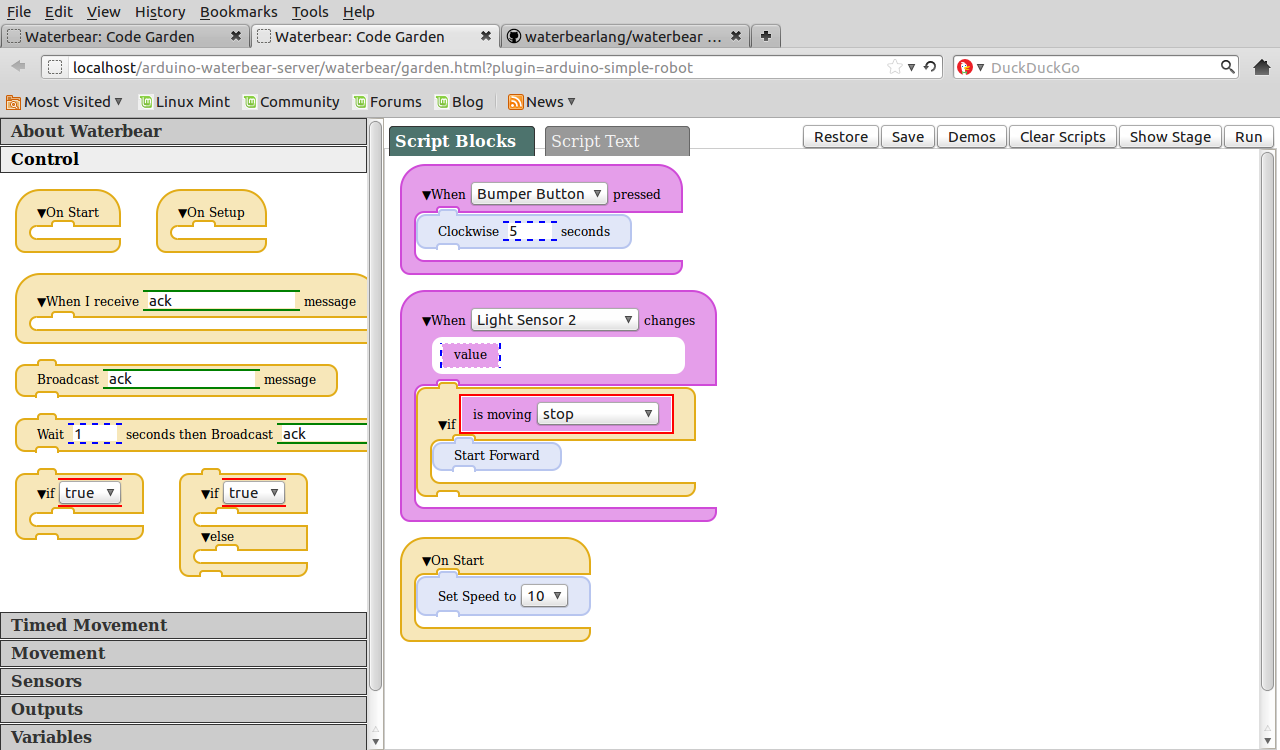 File Edit View History Bookmarks Tools Help
Waterbear: Code Garden
Waterbear: Code Garden
waterbearlang/waterbear ...
localhost/arduino-waterbear-server/waterbear/garden.html?plugin=arduino-simple-robot
DuckDuckGo
Most Visited Linux Mint Community Forums Blog News
About Waterbear
Control
▼On Start
▼On Setup
▼When I receive ack message
Broadcast ack message
Wait 1 seconds then Broadcast ack
▼if true
▼if true
▼else
Timed Movement
Movement
Sensors
Outputs
Variables
Script Blocks
Script Text
Restore Save Demos Clear Scripts Show Stage Run
▼When Bumper Button pressed
Clockwise 5 seconds
▼When Light Sensor 2 changes
value
▼if is moving stop
Start Forward
▼On Start
Set Speed to 10